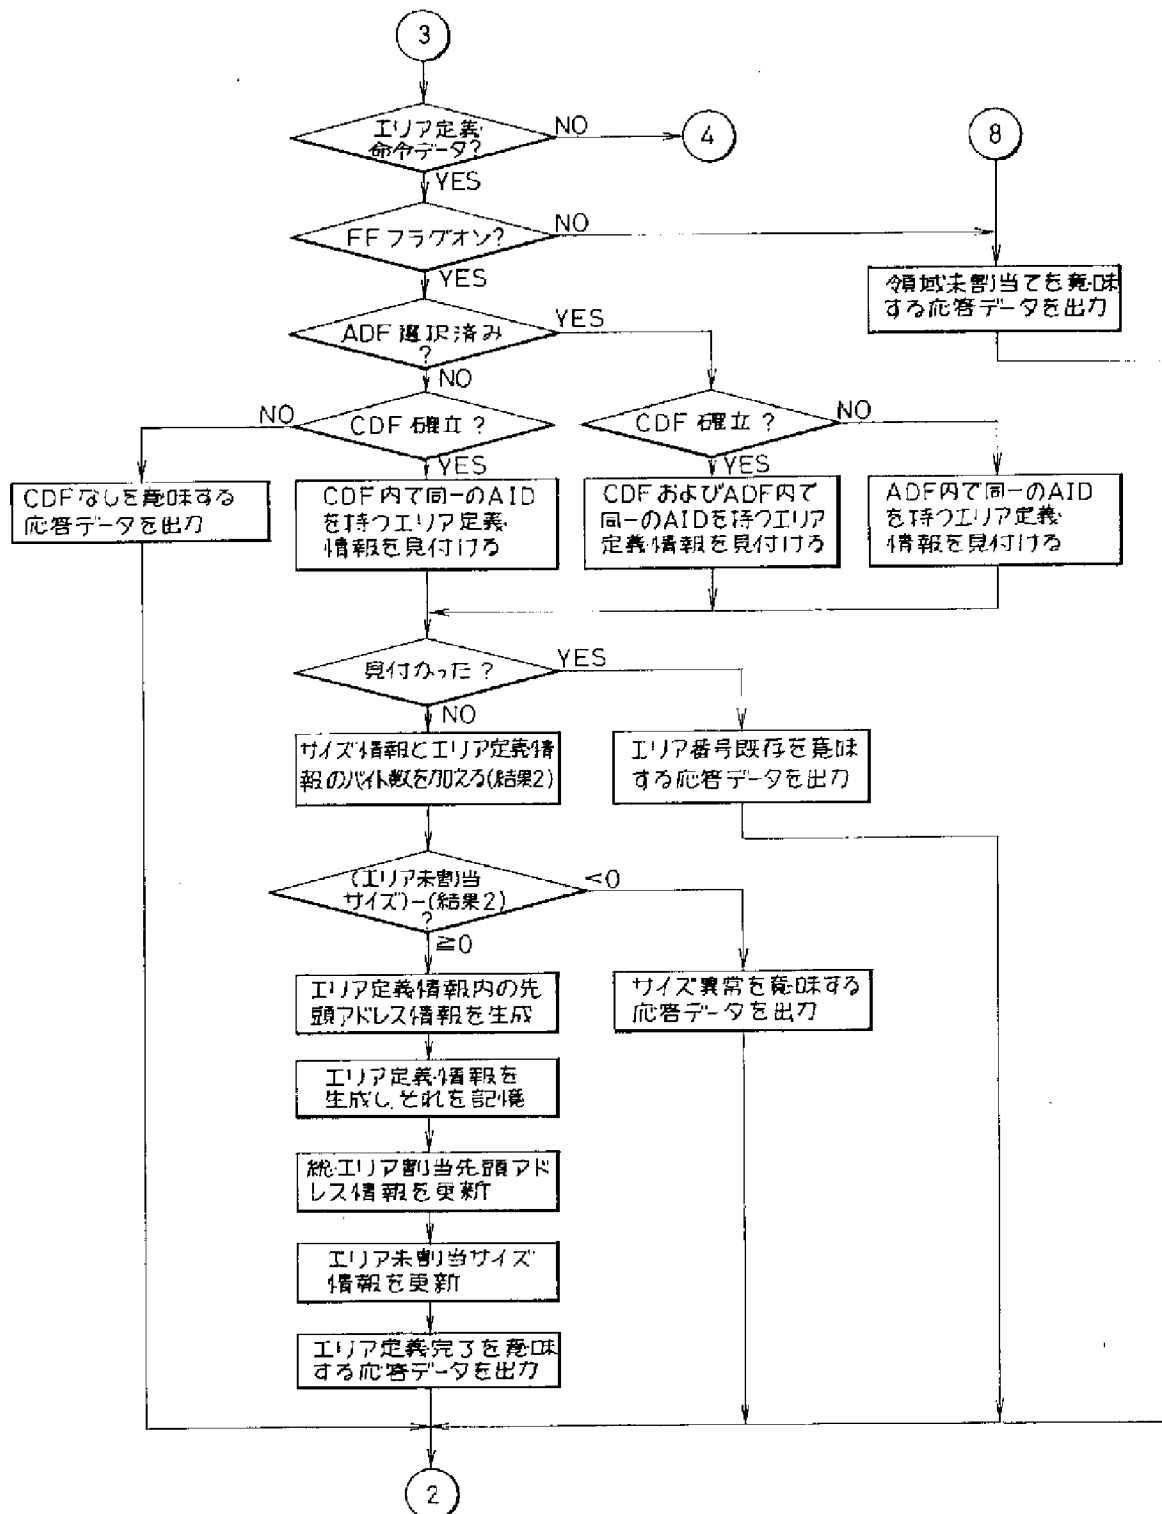 3
エリア定義
命令データ?
NO
4
8
YES
FFフラグオン?
NO
YES
領域未割当てを意味
する応答データを出力
ADF選択済み
?
YES
NO
CDF確立?
NO
YES
CDF確立?
NO
YES
CDFなしを意味する
応答データを出力
CDF内で同一のAID
を持つエリア定義
情報を見付ける
CDFおよびADF内で
同一のAIDを持つエリア
定義情報を見付ける
ADF内で同一のAID
を持つエリア定義
情報を見付ける
見付かった?
YES
NO
サイズ情報とエリア定義情
報のバイト数を加える(結果2)
エリア番号既存を意味
する応答データを出力
(エリア未割当
サイズ)-(結果2)
?
<0
≧0
エリア定義情報内の先
頭アドレス情報を生成
サイズ異常を意味する
応答データを出力
エリア定義情報を
生成し、それを記憶
統エリア割当先頭アド
レス情報を更新
エリア未割当サイズ
情報を更新
エリア定義完了を意味
する応答データを出力
2